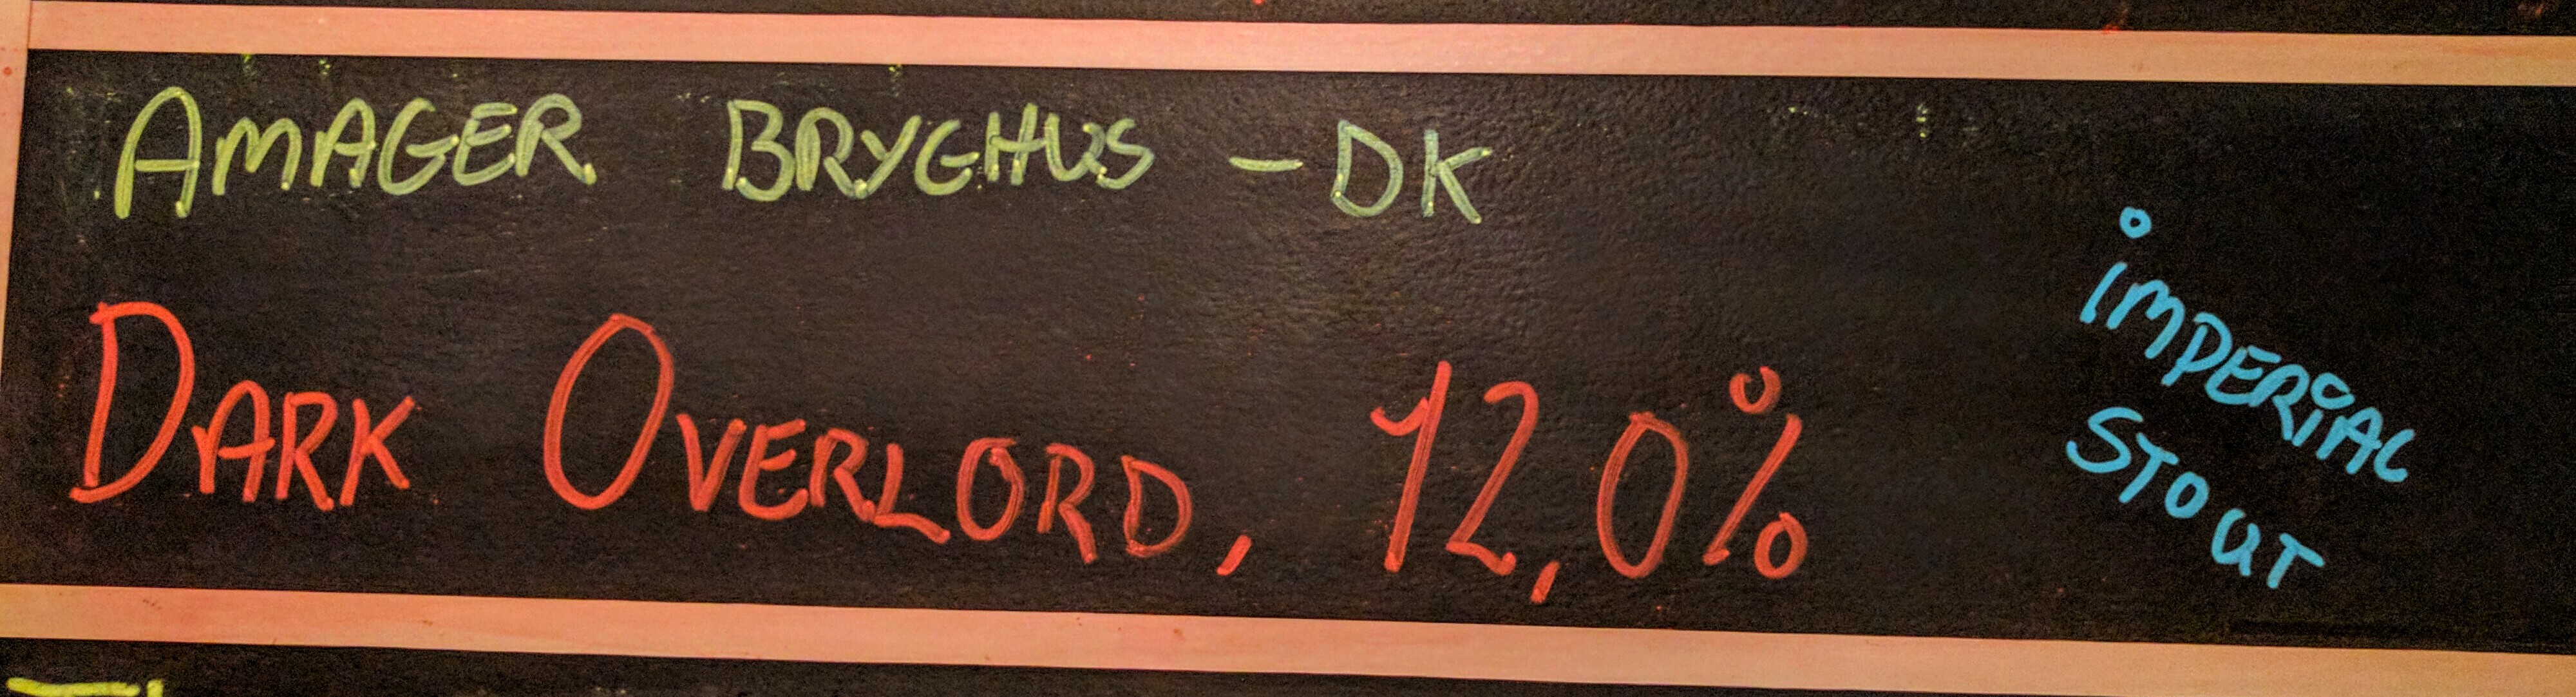 AMAGER BRYGHUS - DK
DARK OVERLORD, 12,0%
iMPERiAL
STOUT